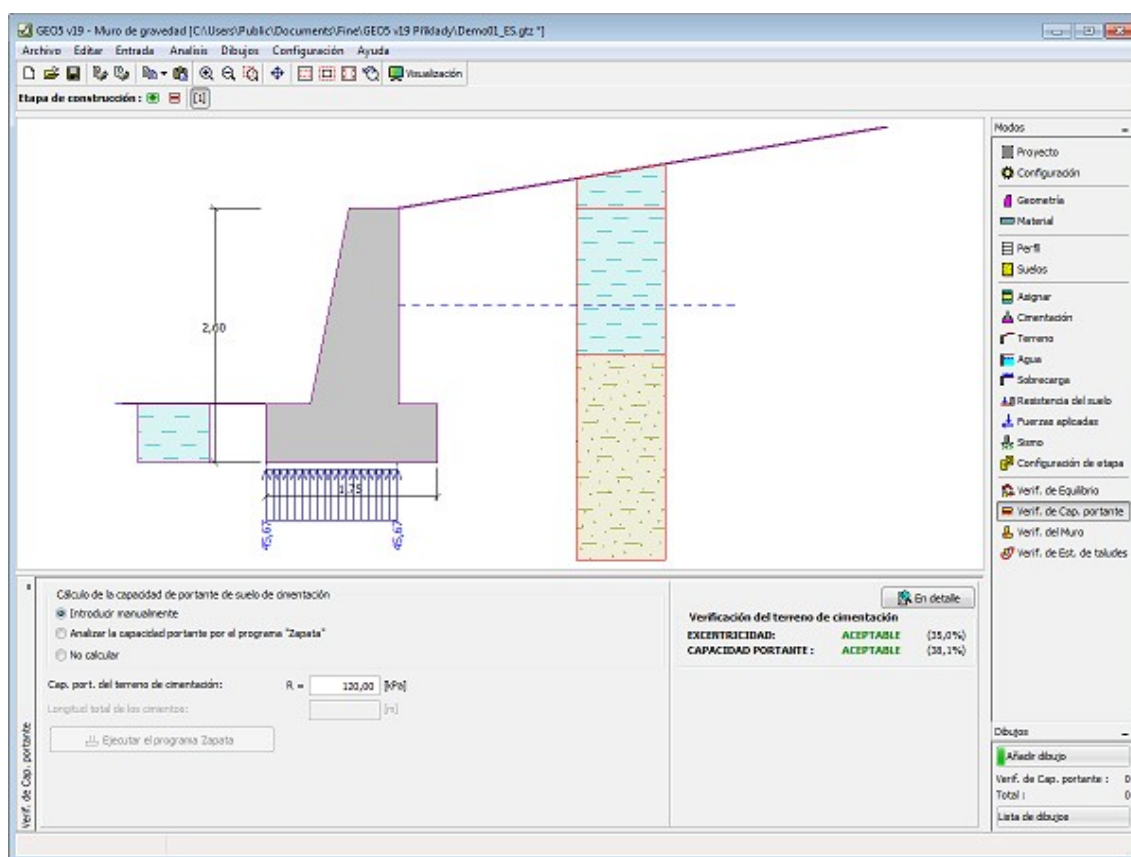 GEO5 v19 - Muro de gravedad [C:\Users\Public\Documents\Fine\GEO5 v19 Příklady\Demo01_ES.gtz *]
Archivo Editar Entrada Analisis Dibujos Configuración Ayuda
Visualización
Etapa de construcción : [1]
2,60
1,75
45,67
45,67
Modos
Proyecto
Configuración
Geometría
Material
Perfil
Suelos
Asignar
Cimentación
Terreno
Agua
Sobrecarga
Resistencia del suelo
Fuerzas aplicadas
Sismo
Configuración de etapa
Verif. de Equilibrio
Verif. de Cap. portante
Verif. del Muro
Verif. de Est. de taludes
Dibujos
Añadir dibujo
Verif. de Cap. portante : 0
Total : 0
Lista de dibujos
Verif. de Cap. portante
Cálculo de la capacidad de portante de suelo de cimentación
Introducir manualmente
Analizar la capacidad portante por el programa "Zapata"
No calcular
Cap. port. del terreno de cimentación: R = 120,00 [kPa]
Longitud total de los cimentos: [m]
Ejecutar el programa Zapata
En detalle
Verificación del terreno de cimentación
EXCENTRICIDAD: ACEPTABLE (35,0%)
CAPACIDAD PORTANTE : ACEPTABLE (38,1%)